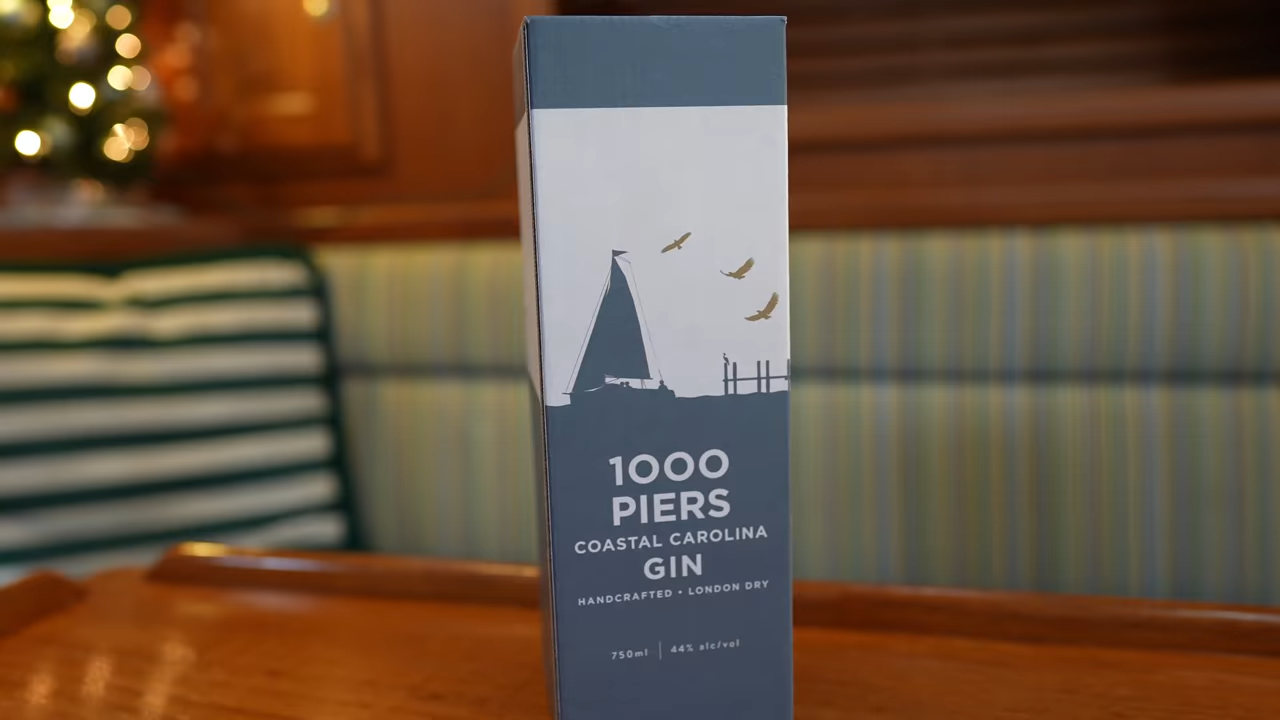 1000
PIERS
COASTAL CAROLINA
GIN
HANDCRAFTED • LONDON DRY
750ml | 44% alc/vol